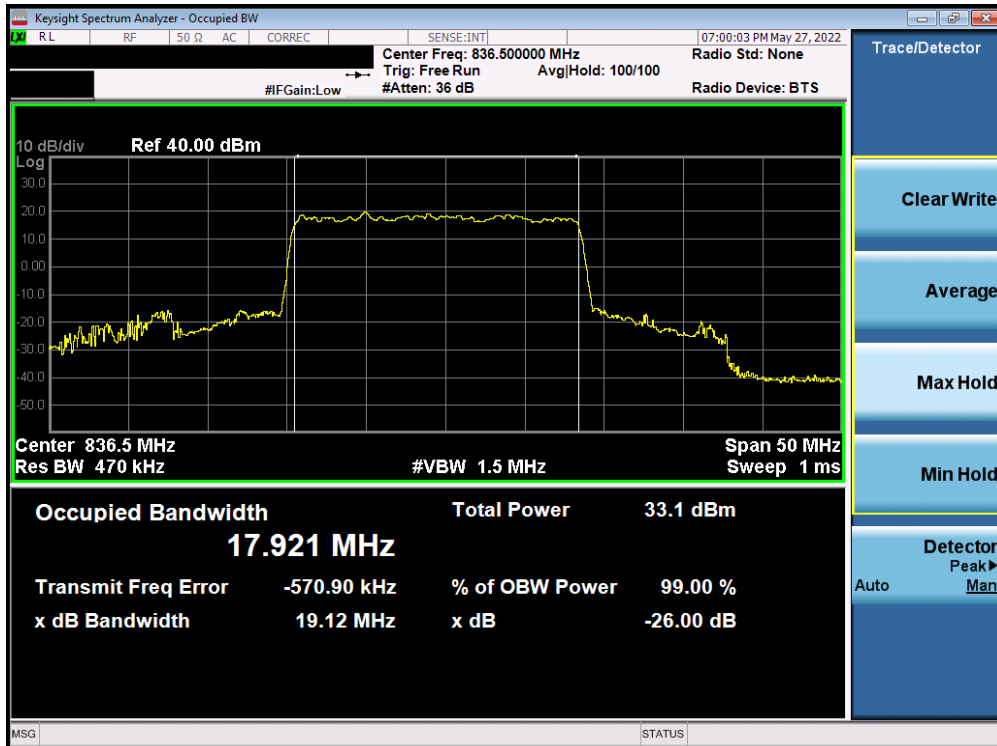 Keysight Spectrum Analyzer - Occupied BW
LXI RL RF 50 Ω AC CORREC SENSE:INT 07:00:03 PM May 27, 2022
Center Freq: 836.500000 MHz Radio Std: None
Trig: Free Run Avg|Hold: 100/100
#IFGain:Low #Atten: 36 dB Radio Device: BTS
10 dB/div Ref 40.00 dBm
Log
30.0
20.0
10.0
0.00
-10.0
-20.0
-30.0
-40.0
-50.0
Center 836.5 MHz Span 50 MHz
Res BW 470 kHz #VBW 1.5 MHz Sweep 1 ms
Occupied Bandwidth Total Power 33.1 dBm
17.921 MHz
Transmit Freq Error -570.90 kHz % of OBW Power 99.00 %
x dB Bandwidth 19.12 MHz x dB -26.00 dB
MSG STATUS
Trace/Detector
Clear Write
Average
Max Hold
Min Hold
Detector
Peak▶
Auto Man